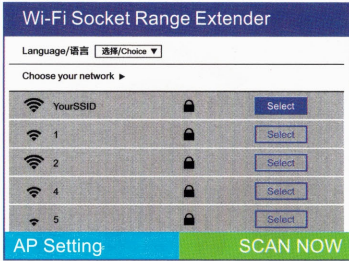 Wi-Fi Socket Range Extender
Language/语言 选择/Choice ▼
Choose your network ►
YourSSID Select
1 Select
2 Select
4 Select
5 Select
AP Setting
SCAN NOW